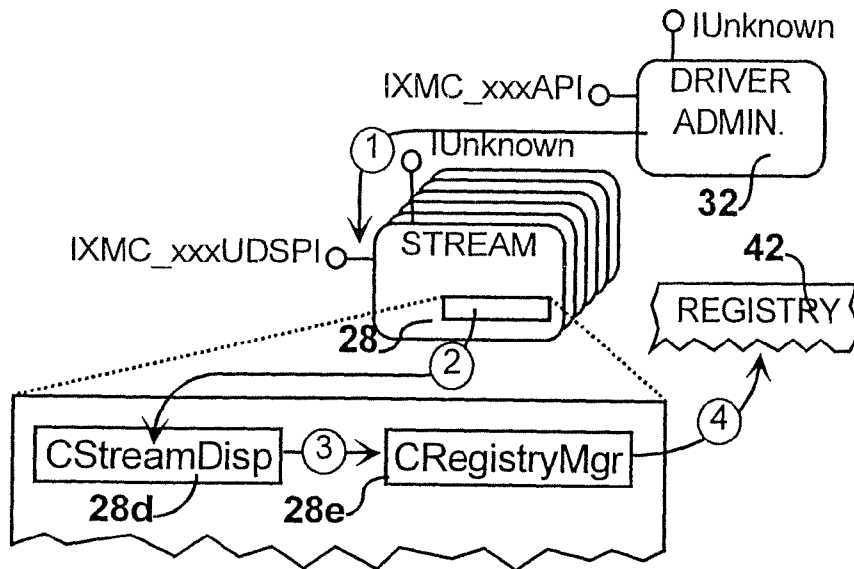 IUnknown
IXMC_xxxAPI
DRIVER
ADMIN.
32
1
IUnknown
IXMC_xxxUDSPI
STREAM
42
REGISTRY
28
2
4
CStreamDisp
3
CRegistryMgr
28d
28e